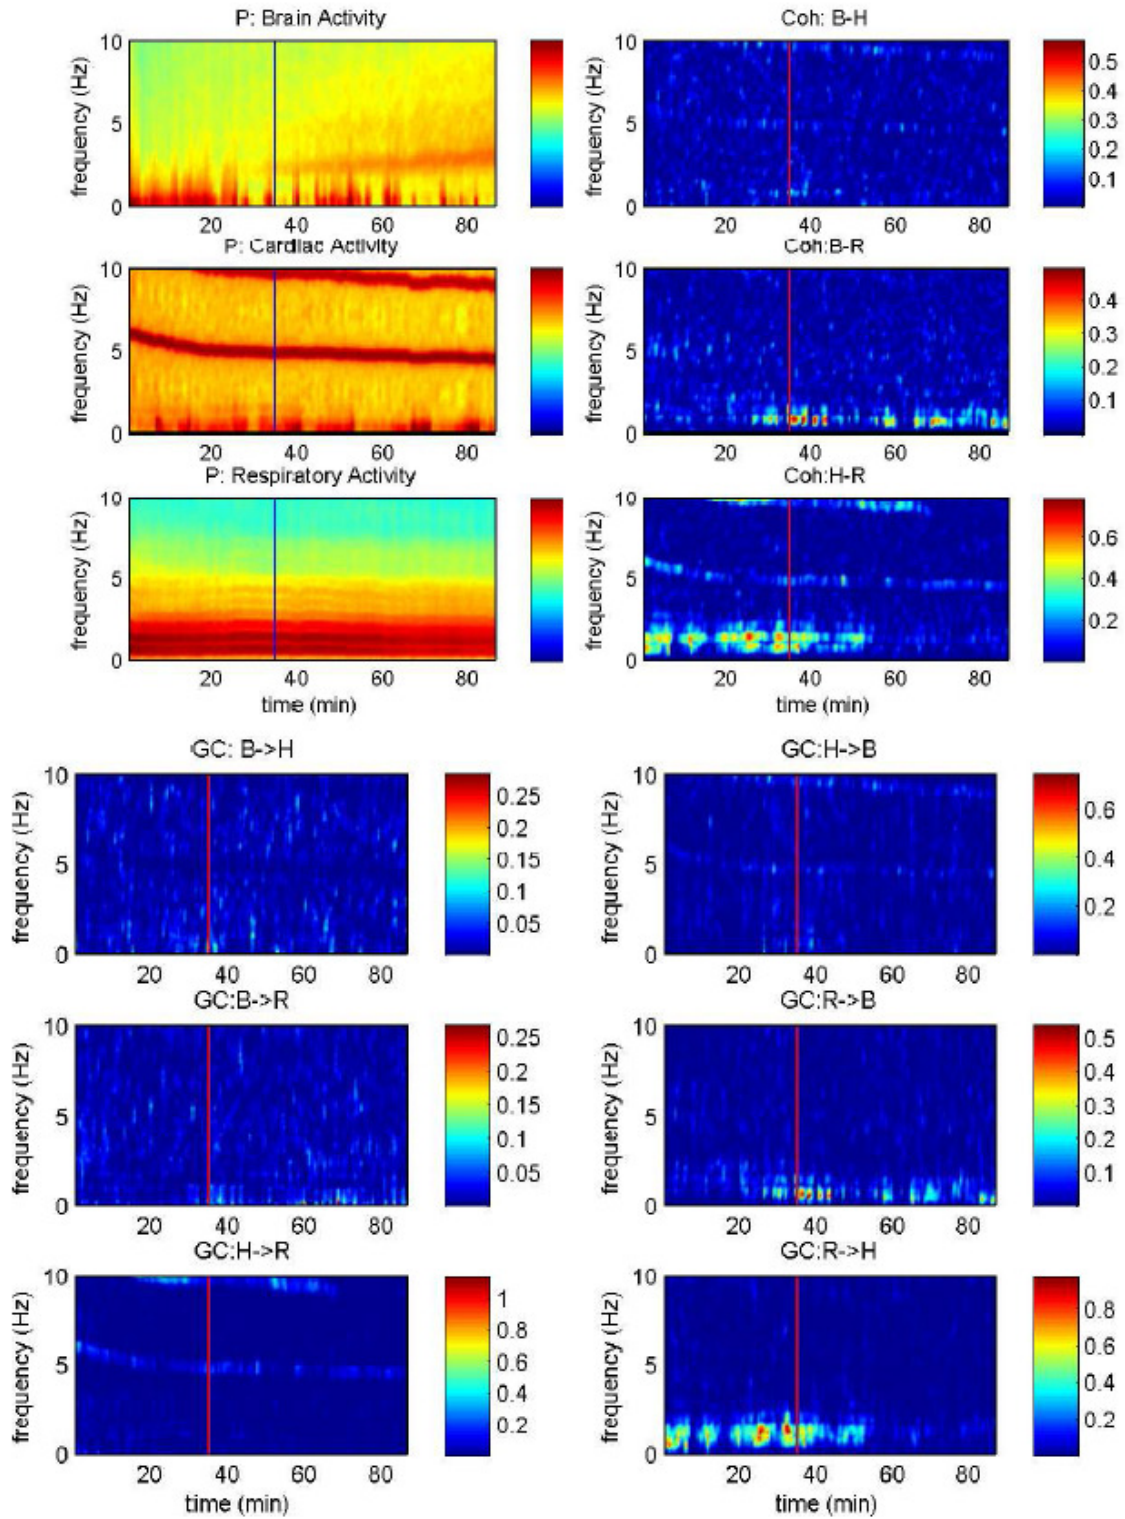 P: Brain Activity
Coh: B-H
frequency (Hz)
10
5
0
20 40 60 80
frequency (Hz)
10
5
0
20 40 60 80
0.5
0.4
0.3
0.2
0.1
P: Cardiac Activity
Coh:B-R
frequency (Hz)
10
5
0
20 40 60 80
frequency (Hz)
10
5
0
20 40 60 80
0.4
0.3
0.2
0.1
P: Respiratory Activity
Coh:H-R
frequency (Hz)
10
5
0
20 40 60 80
time (min)
frequency (Hz)
10
5
0
20 40 60 80
time (min)
0.6
0.4
0.2
GC: B->H
GC:H->B
frequency (Hz)
10
5
0
20 40 60 80
0.25
0.2
0.15
0.1
0.05
frequency (Hz)
10
5
0
20 40 60 80
0.6
0.4
0.2
GC:B->R
GC:R->B
frequency (Hz)
10
5
0
20 40 60 80
0.25
0.2
0.15
0.1
0.05
frequency (Hz)
10
5
0
20 40 60 80
0.5
0.4
0.3
0.2
0.1
GC:H->R
GC:R->H
frequency (Hz)
10
5
0
20 40 60 80
time (min)
1
0.8
0.6
0.4
0.2
frequency (Hz)
10
5
0
20 40 60 80
time (min)
0.8
0.6
0.4
0.2